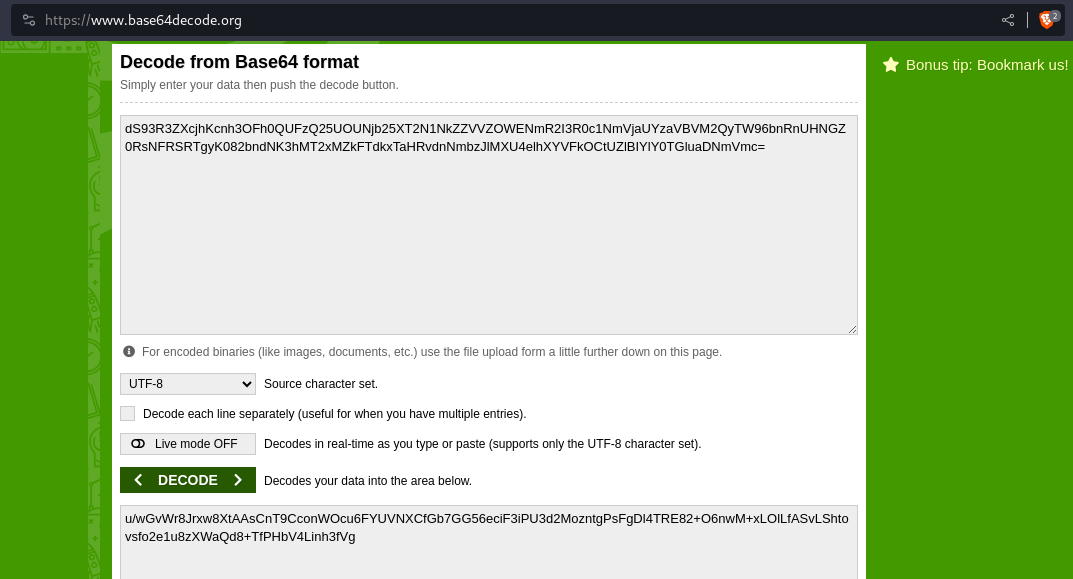 https://www.base64decode.org
2
Decode from Base64 format
Simply enter your data then push the decode button.
Bonus tip: Bookmark us!
dS93R3ZXcjhKcnh3OFh0QUFzQ25UOUNjb25XT2N1NkZZVVZOWENmR2I3R0c1NmVjaUYzaVBVM2QyTW96bnRnUHNGZ
0RsNFRSRTgyK082bndNK3hMT2xMZkFTdkxTaHRvdnNmbzJlMXU4elhXYVFkOCtUZlBIYlY0TGluaDNmVmc=
For encoded binaries (like images, documents, etc.) use the file upload form a little further down on this page.
UTF-8 Source character set.
Decode each line separately (useful for when you have multiple entries).
Live mode OFF Decodes in real-time as you type or paste (supports only the UTF-8 character set).
DECODE Decodes your data into the area below.
u/wGvWr8Jrxw8XtAAsCnT9CconWOcu6FYUVNXCfGb7GG56eciF3iPU3d2MozntgPsFgDl4TRE82+O6nwM+xLOlLfASvLShto
vsfo2e1u8zXWaQd8+TfPHbV4Linh3fVg